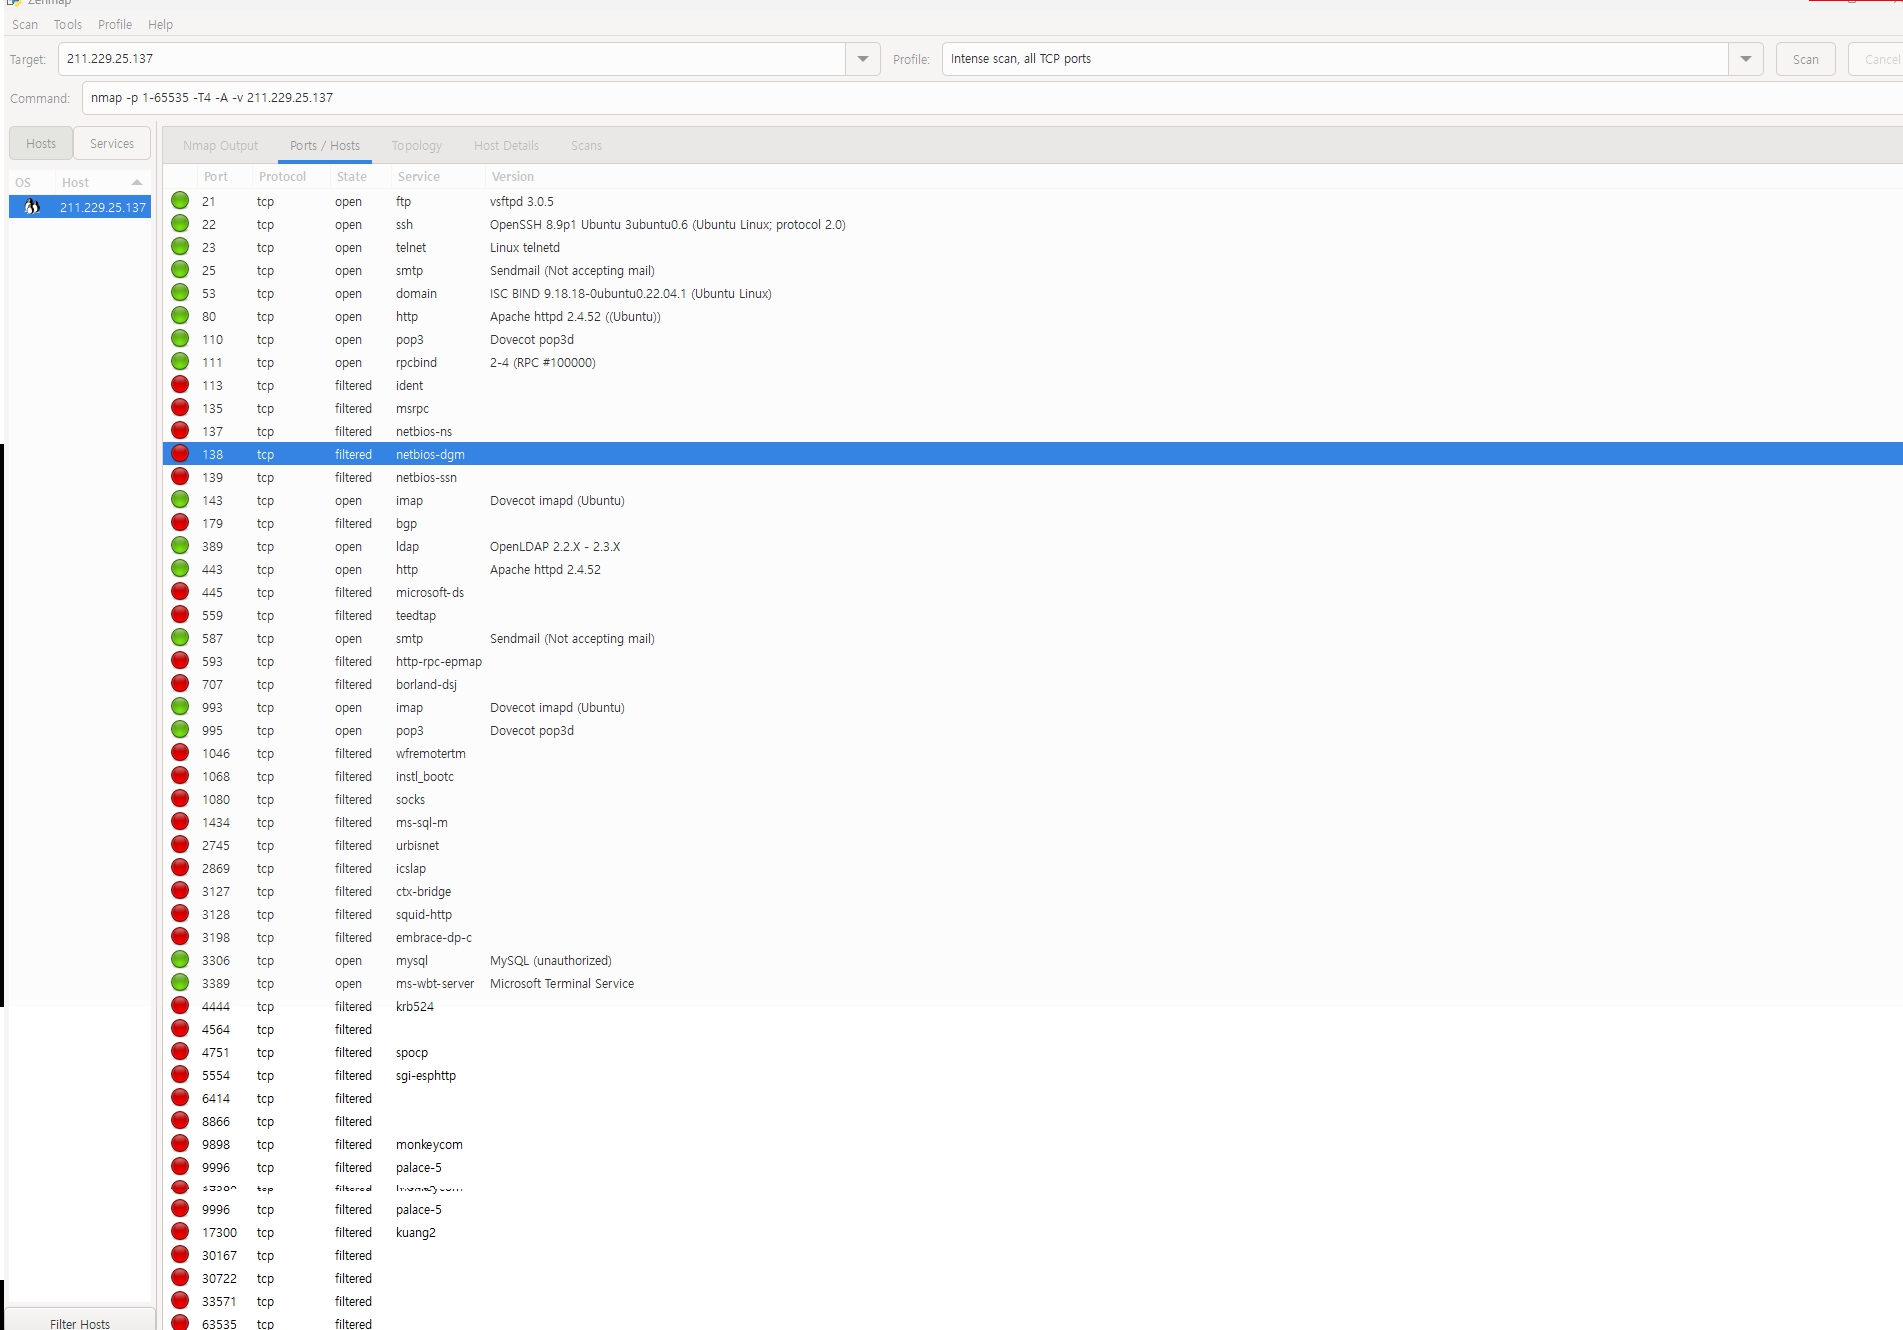 Zenmap
Scan Tools Profile Help
Target: 211.229.25.137 Profile: Intense scan, all TCP ports Scan Cancel
Command: nmap -p 1-65535 -T4 -A -v 211.229.25.137
Hosts Services Nmap Output Ports / Hosts Topology Host Details Scans
OS Host
211.229.25.137
Port Protocol State Service Version
21 tcp open ftp vsftpd 3.0.5
22 tcp open ssh OpenSSH 8.9p1 Ubuntu 3ubuntu0.6 (Ubuntu Linux; protocol 2.0)
23 tcp open telnet Linux telnetd
25 tcp open smtp Sendmail (Not accepting mail)
53 tcp open domain ISC BIND 9.18.18-0ubuntu0.22.04.1 (Ubuntu Linux)
80 tcp open http Apache httpd 2.4.52 ((Ubuntu))
110 tcp open pop3 Dovecot pop3d
111 tcp open rpcbind 2-4 (RPC #100000)
113 tcp filtered ident
135 tcp filtered msrpc
137 tcp filtered netbios-ns
138 tcp filtered netbios-dgm
139 tcp filtered netbios-ssn
143 tcp open imap Dovecot imapd (Ubuntu)
179 tcp filtered bgp
389 tcp open ldap OpenLDAP 2.2.X - 2.3.X
443 tcp open http Apache httpd 2.4.52
445 tcp filtered microsoft-ds
559 tcp filtered teedtap
587 tcp open smtp Sendmail (Not accepting mail)
593 tcp filtered http-rpc-epmap
707 tcp filtered borland-dsj
993 tcp open imap Dovecot imapd (Ubuntu)
995 tcp open pop3 Dovecot pop3d
1046 tcp filtered wfremotertm
1068 tcp filtered instl_bootc
1080 tcp filtered socks
1434 tcp filtered ms-sql-m
2745 tcp filtered urbisnet
2869 tcp filtered icslap
3127 tcp filtered ctx-bridge
3128 tcp filtered squid-http
3198 tcp filtered embrace-dp-c
3306 tcp open mysql MySQL (unauthorized)
3389 tcp open ms-wbt-server Microsoft Terminal Service
4444 tcp filtered krb524
4564 tcp filtered
4751 tcp filtered spocp
5554 tcp filtered sgi-esphttp
6414 tcp filtered
8866 tcp filtered
9898 tcp filtered monkeycom
9996 tcp filtered palace-5
tcp filtered
9996 tcp filtered palace-5
17300 tcp filtered kuang2
30167 tcp filtered
30722 tcp filtered
33571 tcp filtered
63535 tcp filtered
Filter Hosts